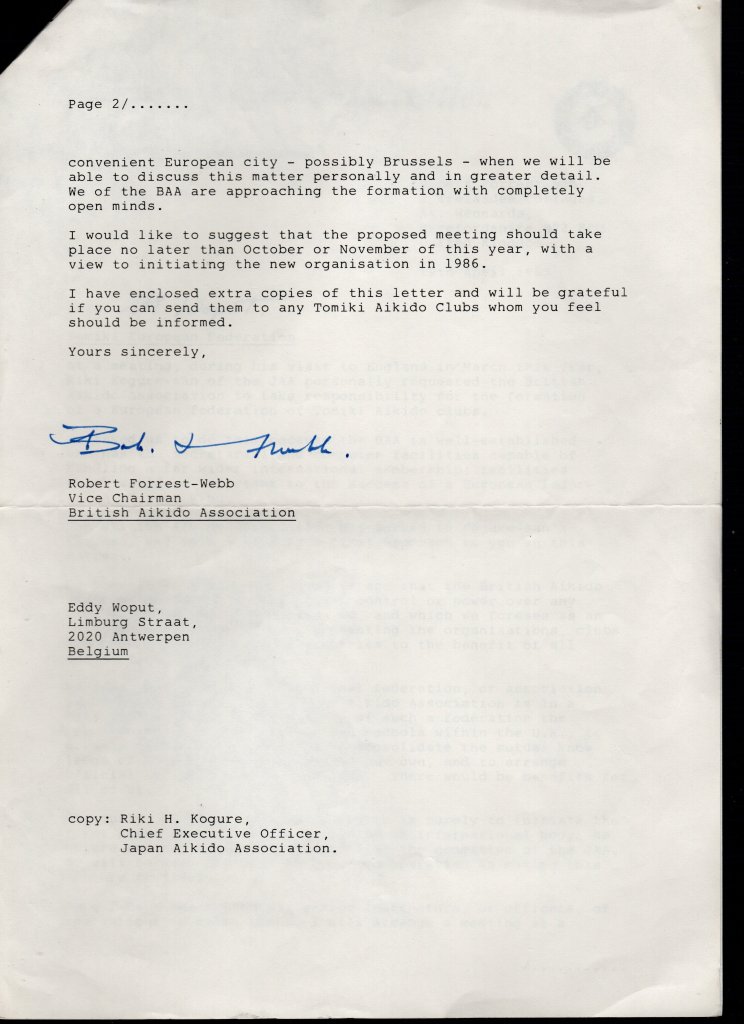 Page 2/.......
convenient European city - possibly Brussels - when we will be
able to discuss this matter personally and in greater detail.
We of the BAA are approaching the formation with completely
open minds.
I would like to suggest that the proposed meeting should take
place no later than October or November of this year, with a
view to initiating the new organisation in 1986.
I have enclosed extra copies of this letter and will be grateful
if you can send them to any Tomiki Aikido Clubs whom you feel
should be informed.
Yours sincerely,
Robert Forrest-Webb
Vice Chairman
British Aikido Association
Eddy Woput,
Limburg Straat,
2020 Antwerpen
Belgium
copy: Riki H. Kogure,
Chief Executive Officer,
Japan Aikido Association.